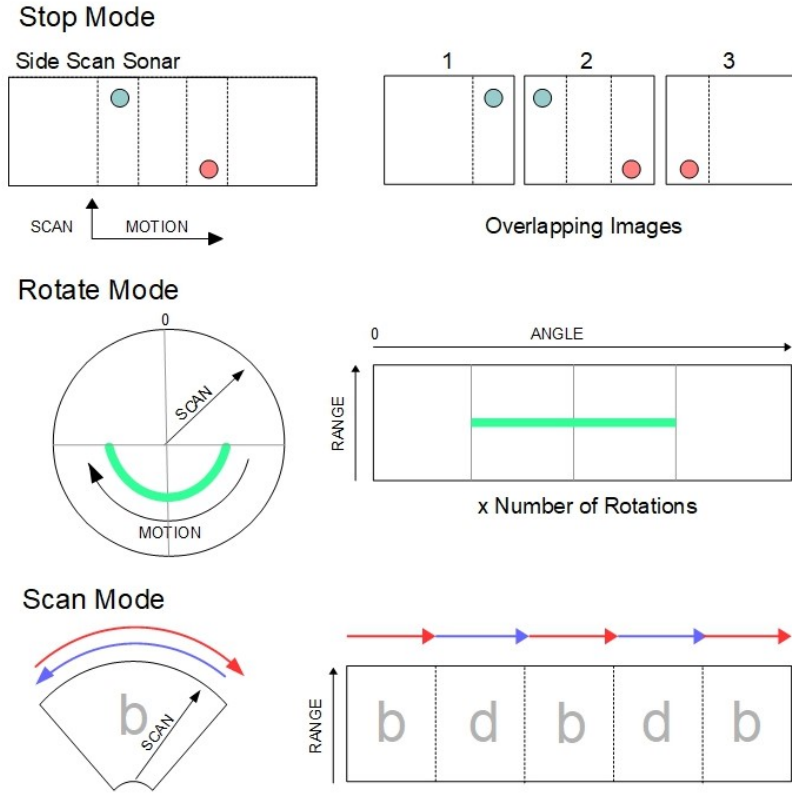 Stop Mode
Side Scan Sonar
1 2 3
SCAN
MOTION
Overlapping Images
Rotate Mode
0
SCAN
MOTION
0
ANGLE
RANGE
x Number of Rotations
Scan Mode
b
SCAN
RANGE
b d b d b